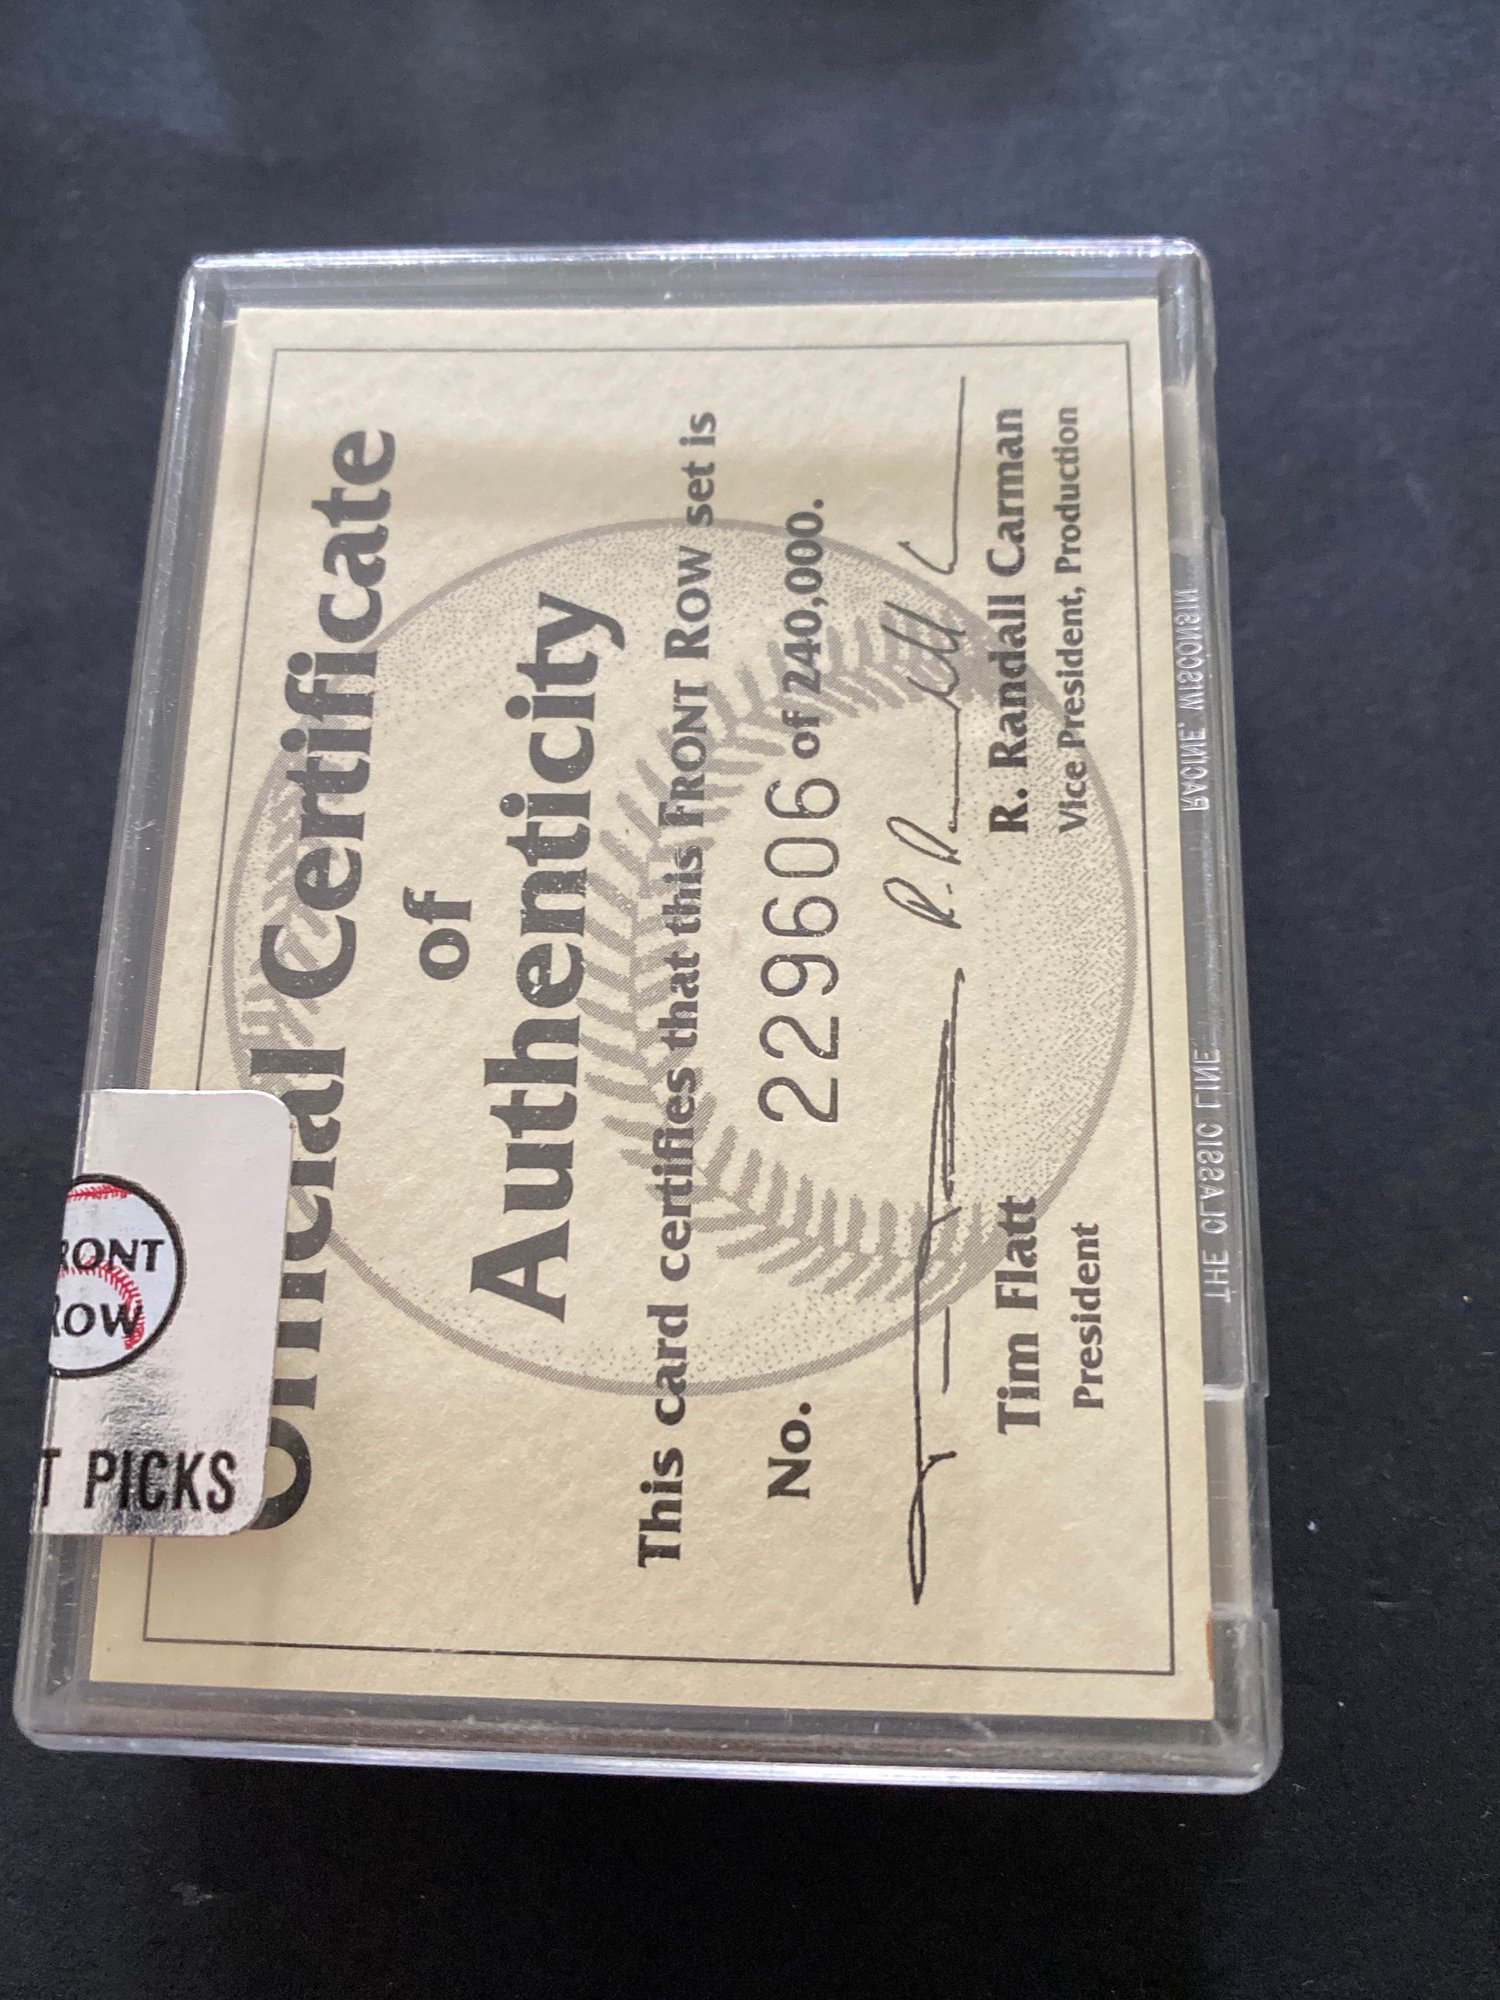 Official Certificate
of
Authenticity
This card certifies that this FRONT ROW set is
No. 229606 of 240,000.
Tim Flatt
President
R. Randall Carman
Vice President, Production
RONT
ROW
T PICKS
THE CLASSIC LINE
RACINE, WISCONSIN